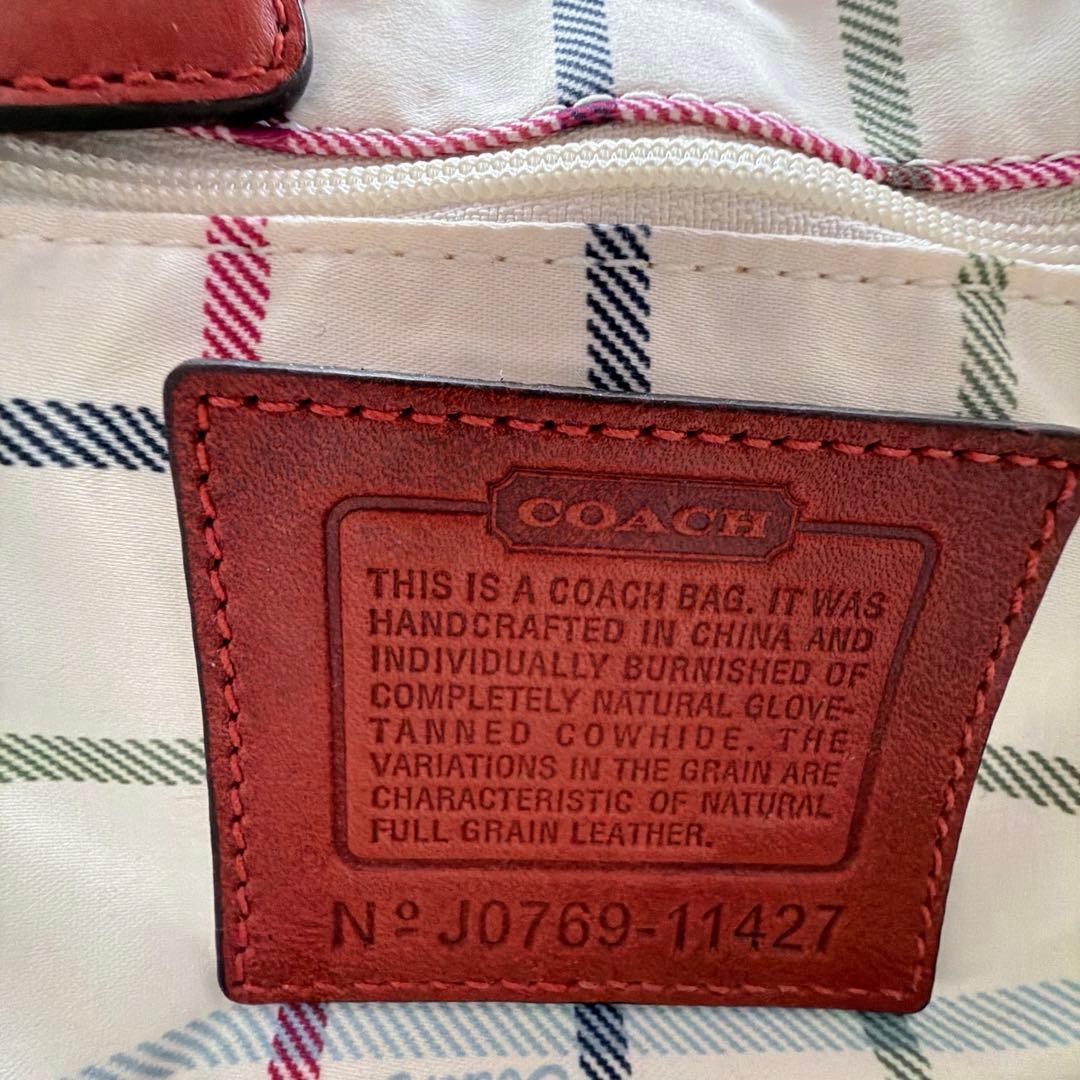 COACH
THIS IS A COACH BAG. IT WAS
HANDCRAFTED IN CHINA AND
INDIVIDUALLY BURNISHED OF
COMPLETELY NATURAL GLOVE-
TANNED COWHIDE. THE
VARIATIONS IN THE GRAIN ARE
CHARACTERISTIC OF NATURAL
FULL GRAIN LEATHER.
Nº J0769-11427